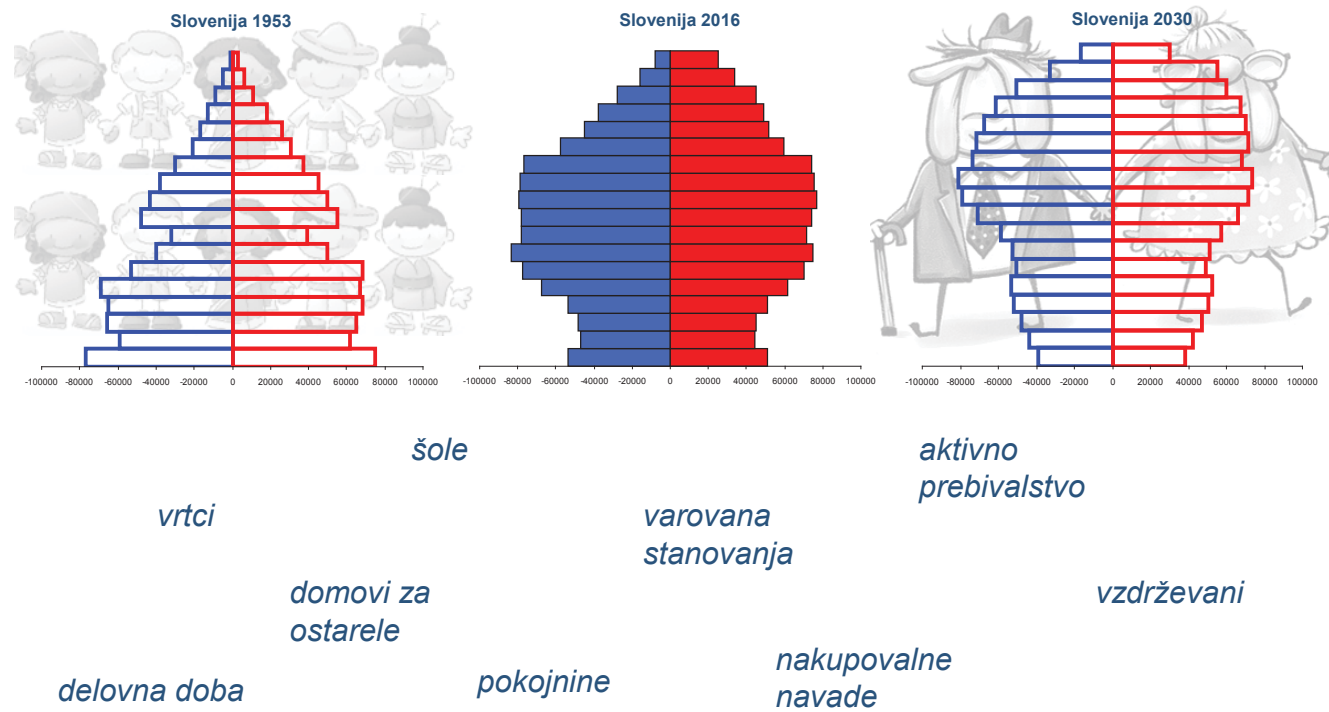 Slovenija 1953
Slovenija 2016
Slovenija 2030
-100000 -80000 -60000 -40000 -20000 0 20000 40000 60000 80000 100000
-100000 -80000 -60000 -40000 -20000 0 20000 40000 60000 80000 100000
-100000 -80000 -60000 -40000 -20000 0 20000 40000 60000 80000 100000
šole
aktivno
prebivalstvo
vrtci
varovana
stanovanja
domovi za
ostarele
vzdrževani
nakupovalne
navade
pokojnine
delovna doba